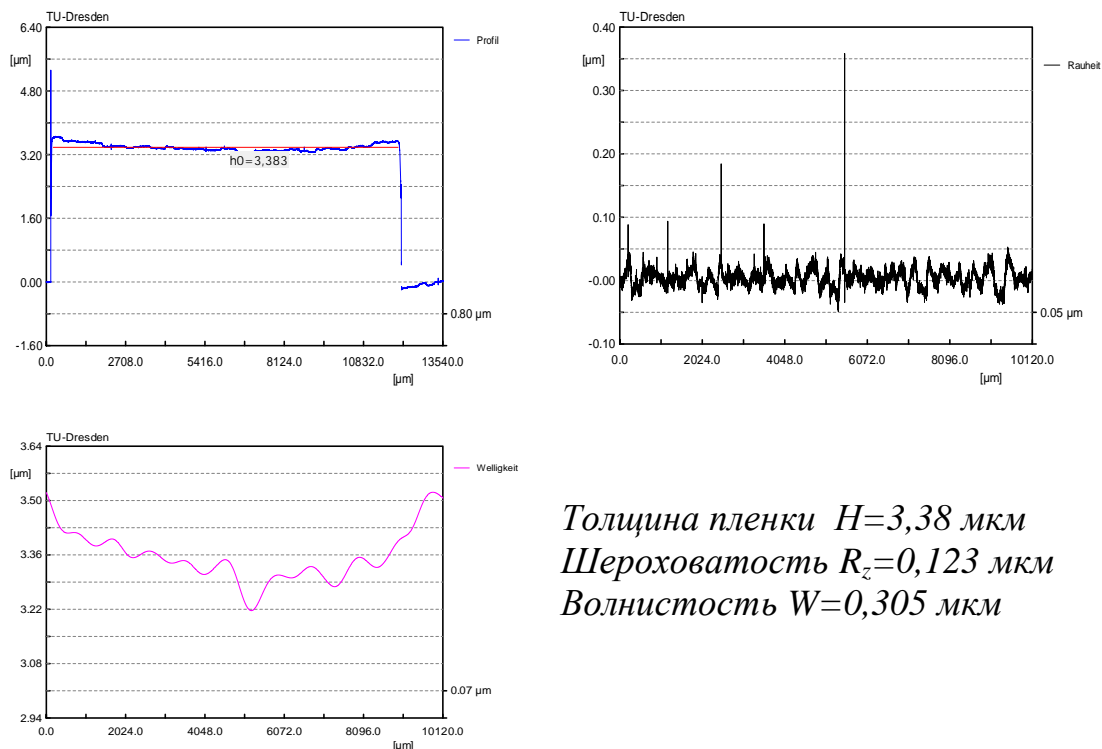 TU-Dresden
6.40
[µm]
4.80
3.20
1.60
0.00
-1.60
Profil
h0=3,383
0.80 µm
0.0 2708.0 5416.0 8124.0 10832.0 13540.0
[µm]
TU-Dresden
0.40
[µm]
0.30
0.20
0.10
-0.00
-0.10
Rauheit
0.05 µm
0.0 2024.0 4048.0 6072.0 8096.0 10120.0
[µm]
TU-Dresden
3.64
[µm]
3.50
3.36
3.22
3.08
2.94
Welligkeit
0.07 µm
0.0 2024.0 4048.0 6072.0 8096.0 10120.0
[µm]
Толщина пленки H=3,38 мкм
Шероховатость Rz=0,123 мкм
Волнистость W=0,305 мкм